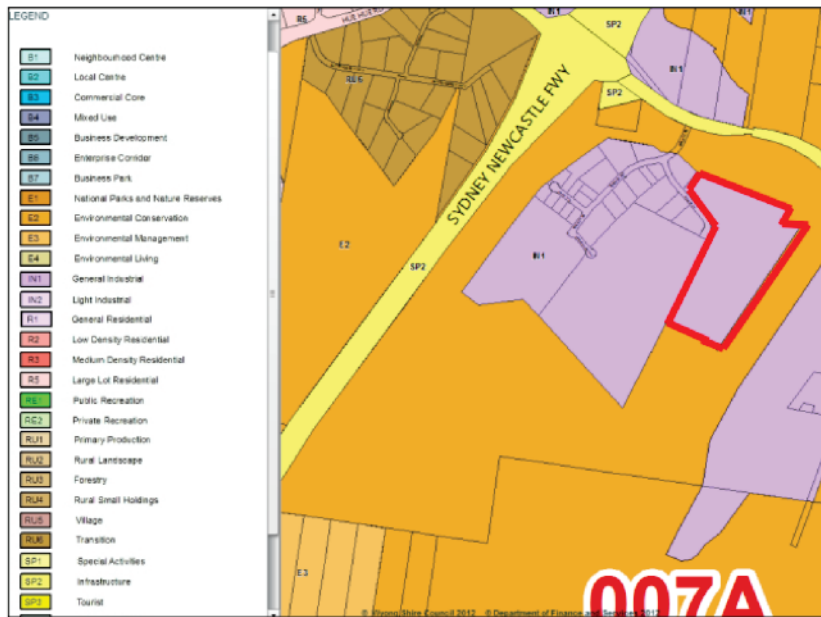 LEGEND
B1 Neighbourhood Centre
B2 Local Centre
B3 Commercial Core
B4 Mixed Use
B5 Business Development
B6 Enterprise Corridor
B7 Business Park
E1 National Parks and Nature Reserves
E2 Environmental Conservation
E3 Environmental Management
E4 Environmental Living
IN1 General Industrial
IN2 Light Industrial
R1 General Residential
R2 Low Density Residential
R3 Medium Density Residential
R5 Large Lot Residential
RE1 Public Recreation
RE2 Private Recreation
RU1 Primary Production
RU2 Rural Landscape
RU3 Forestry
RU4 Rural Small Holdings
RU5 Village
RU6 Transition
SP1 Special Activities
SP2 Infrastructure
SP3 Tourist
R5
HUE HUE RD
IN1
SP2
RU6
IN1
SP2
SYDNEY NEWCASTLE FWY
E2
SP2
IN1
E3
007A
© Wyong Shire Council 2012 © Department of Finance and Services 2012